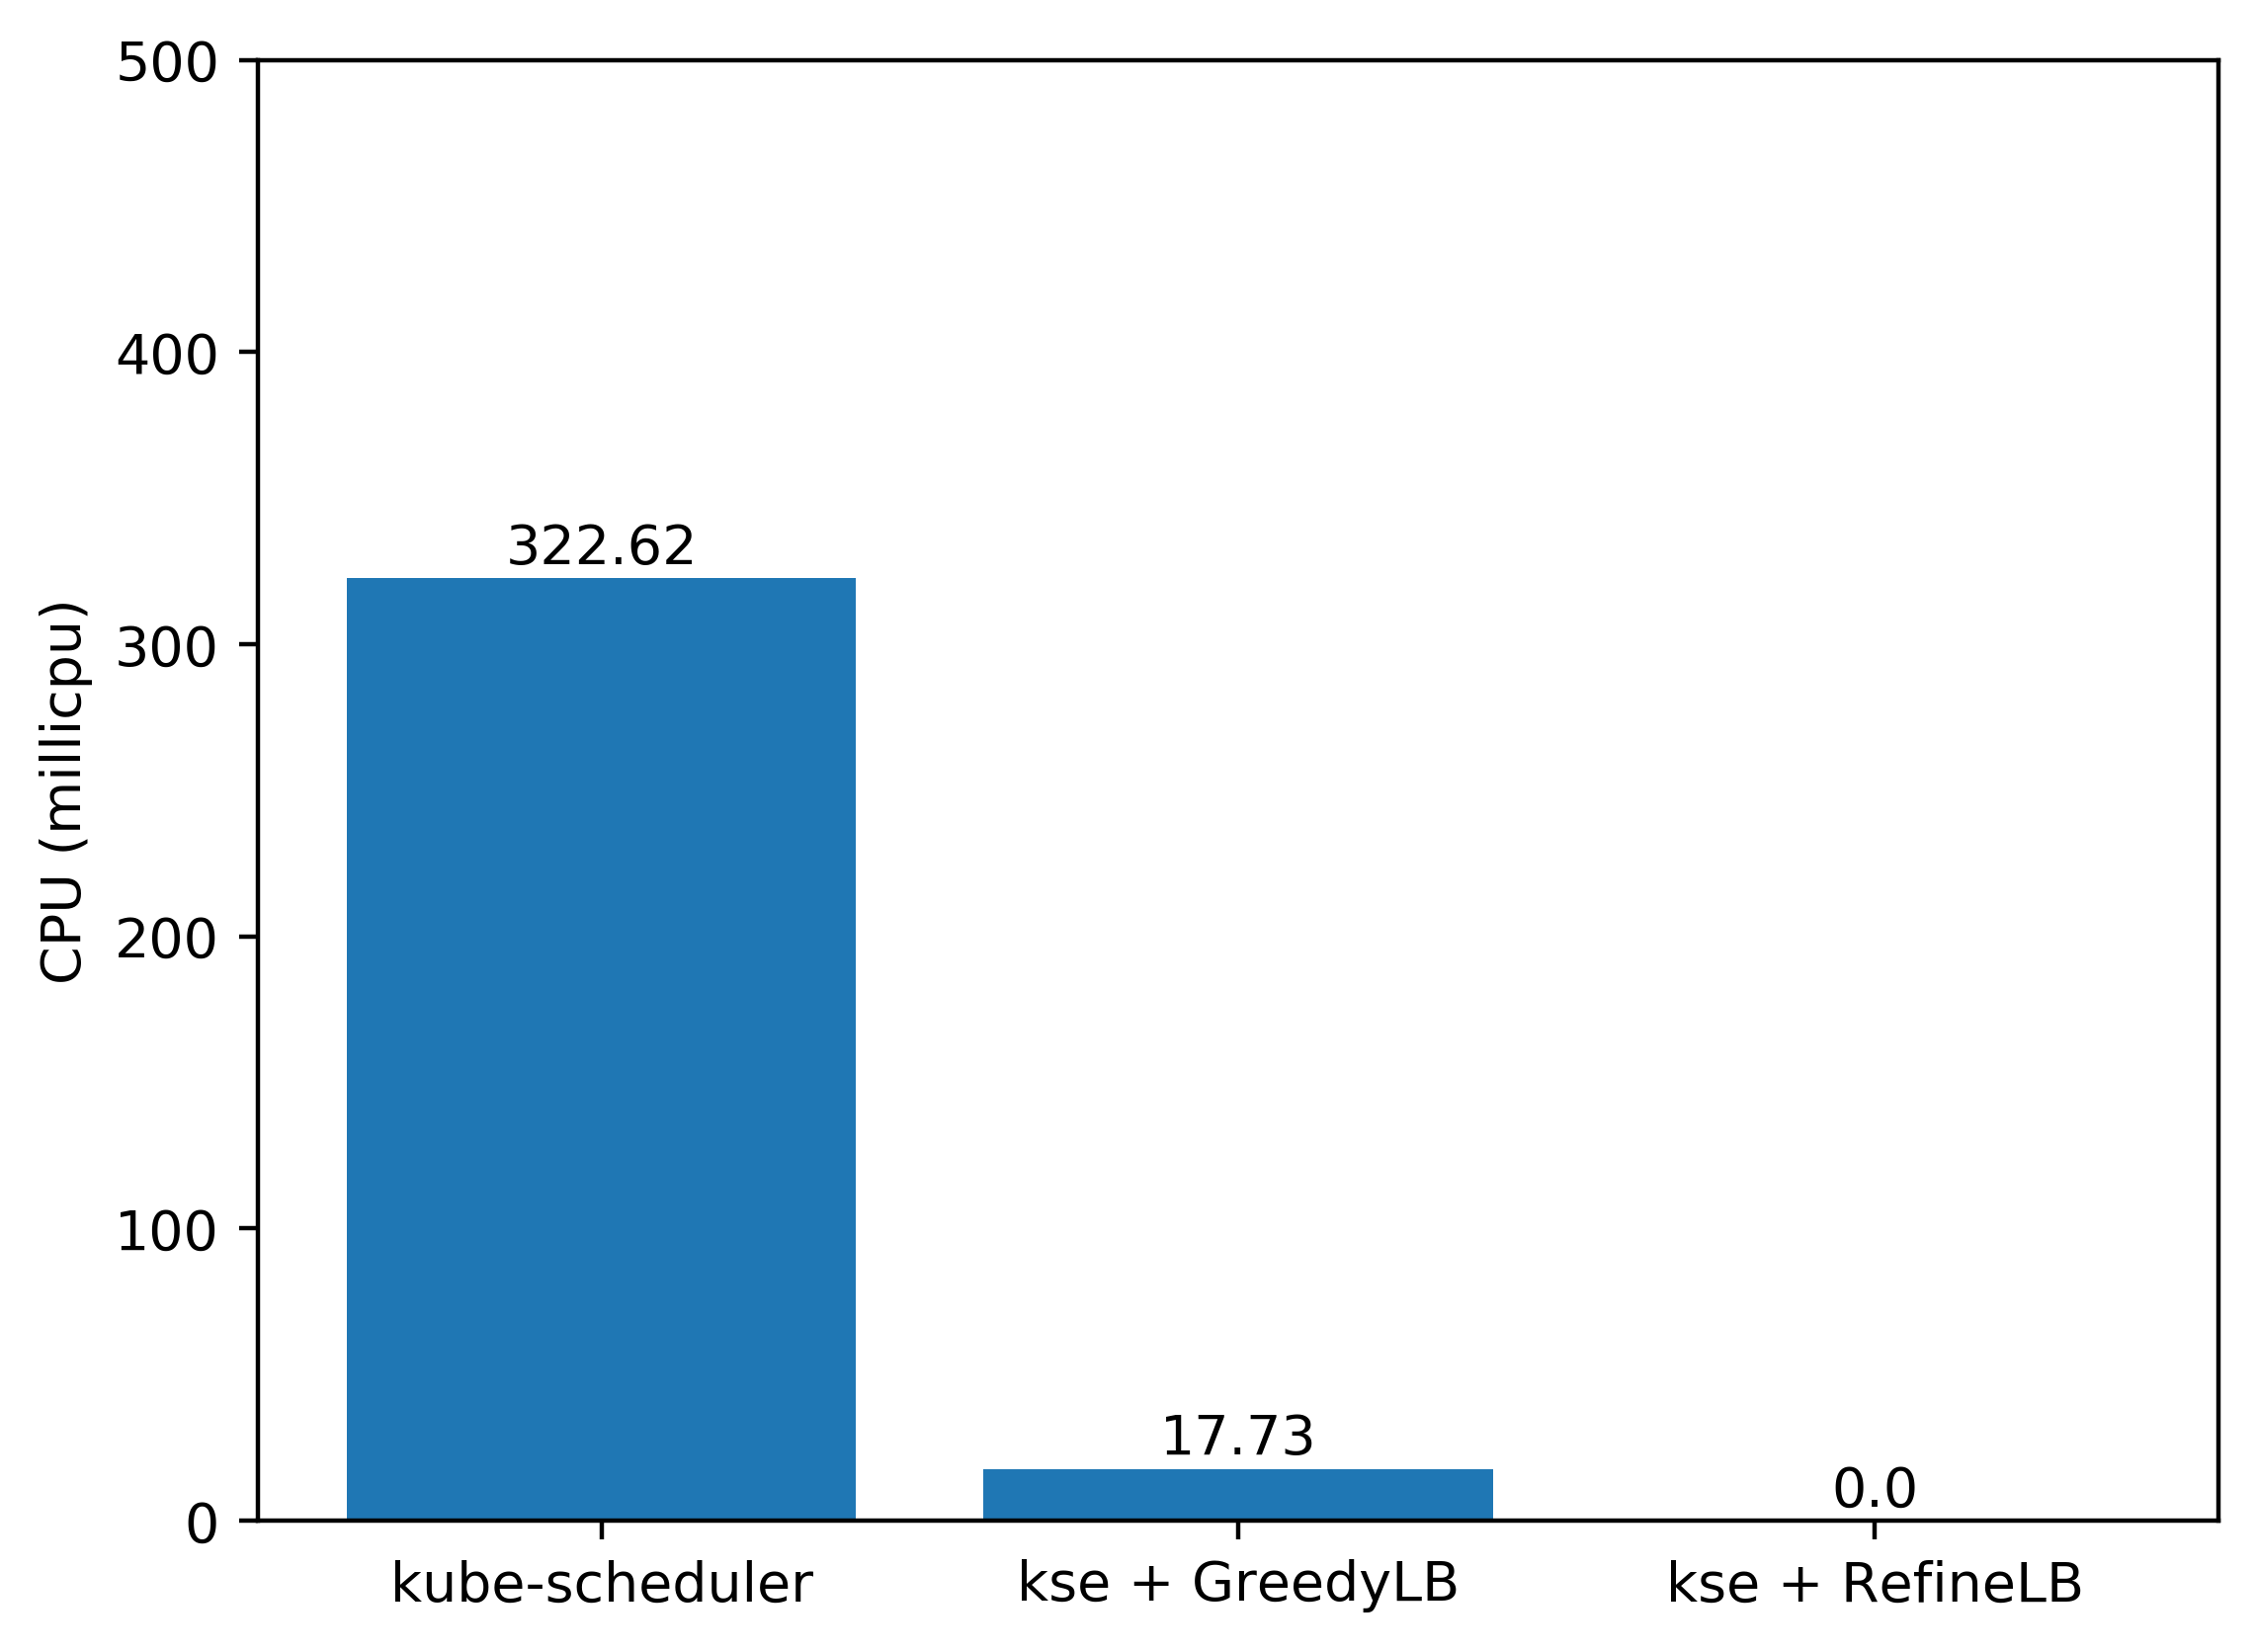 500
400
300
200
100
0
CPU (millicpu)
322.62
17.73
0.0
kube-scheduler
kse + GreedyLB
kse + RefineLB